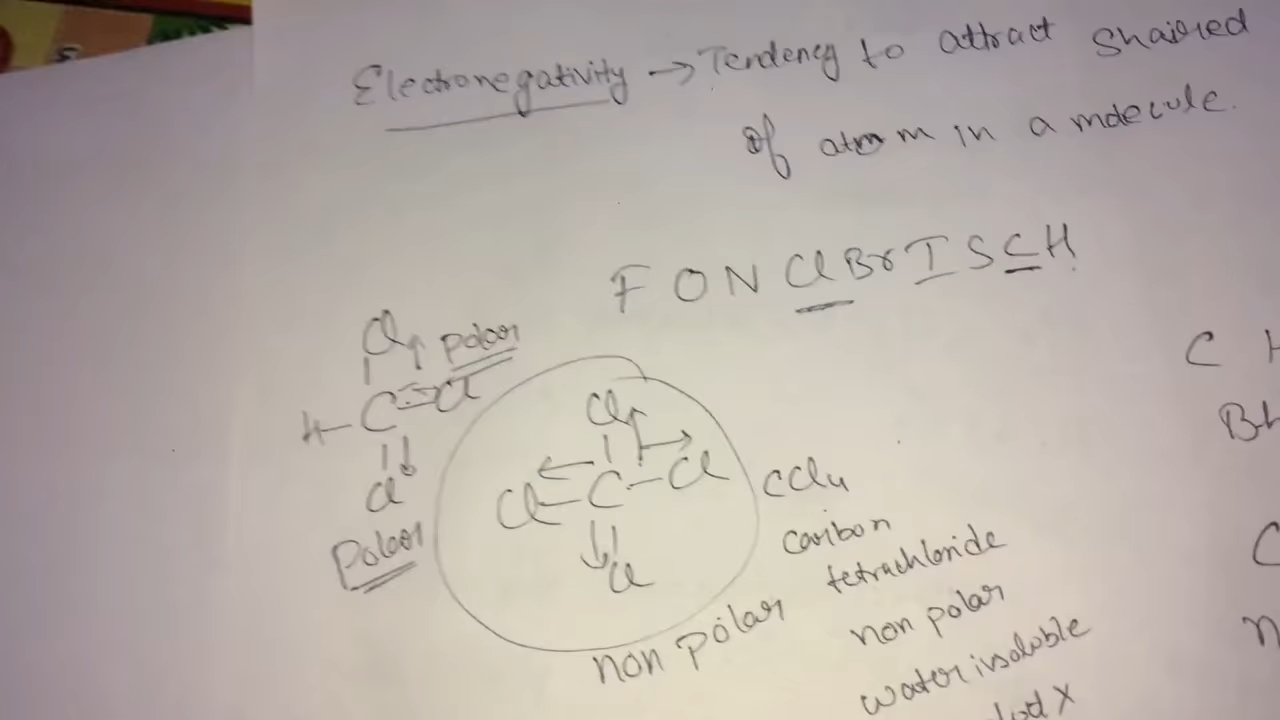 Electronegativity → Tendency to attract shaired
of atom in a molecule.
F O N Cl Br I S C H
Cl polar
H-C=Cl
Cl
Polar
Cl
Cl-C-Cl CCl4
Cl
caribon
tetrachloride
non polar
non polar
water insoluble
C H
C
X